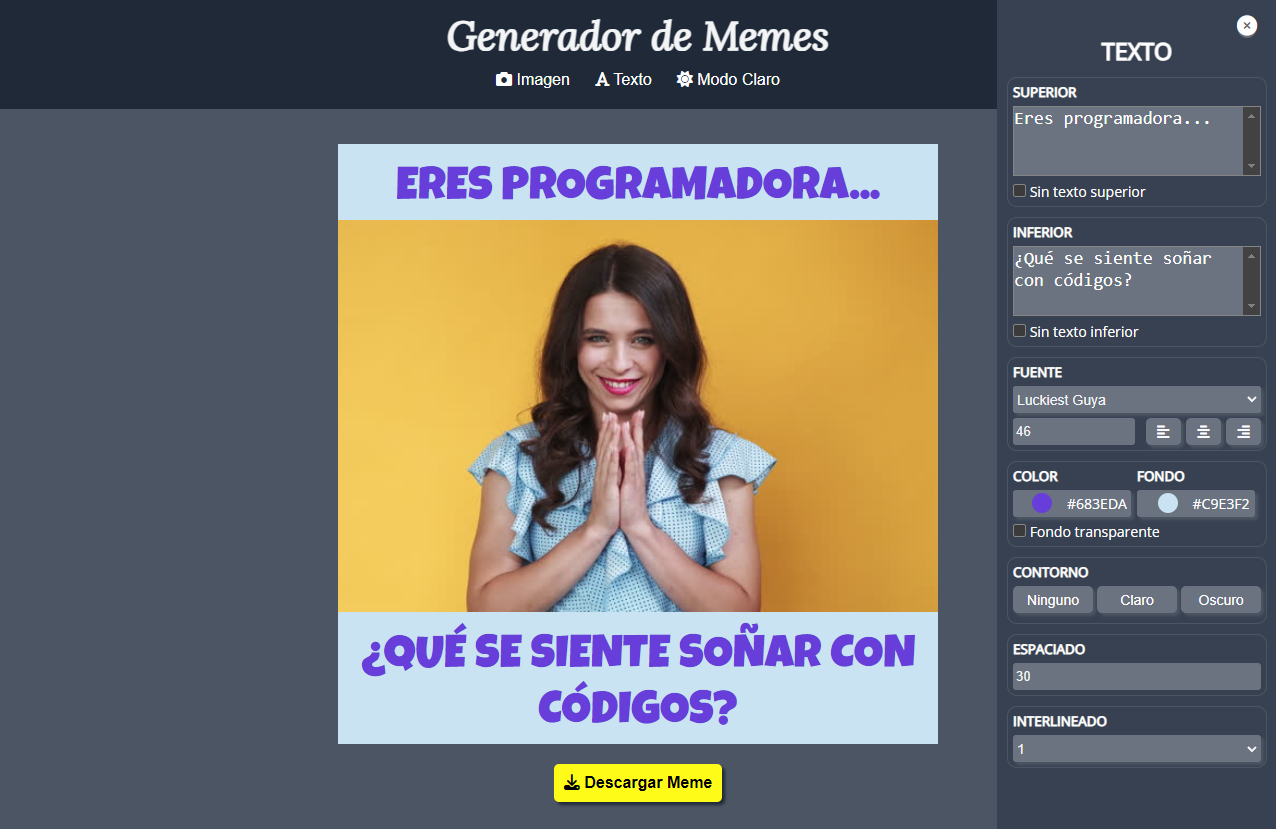 Generador de Memes
Imagen Texto Modo Claro
ERES PROGRAMADORA...
¿QUÉ SE SIENTE SOÑAR CON
CÓDIGOS?
Descargar Meme
TEXTO
SUPERIOR
Eres programadora...
Sin texto superior
INFERIOR
¿Qué se siente soñar
con códigos?
Sin texto inferior
FUENTE
Luckiest Guya
46
COLOR FONDO
#683EDA #C9E3F2
Fondo transparente
CONTORNO
Ninguno Claro Oscuro
ESPACIADO
30
INTERLINEADO
1